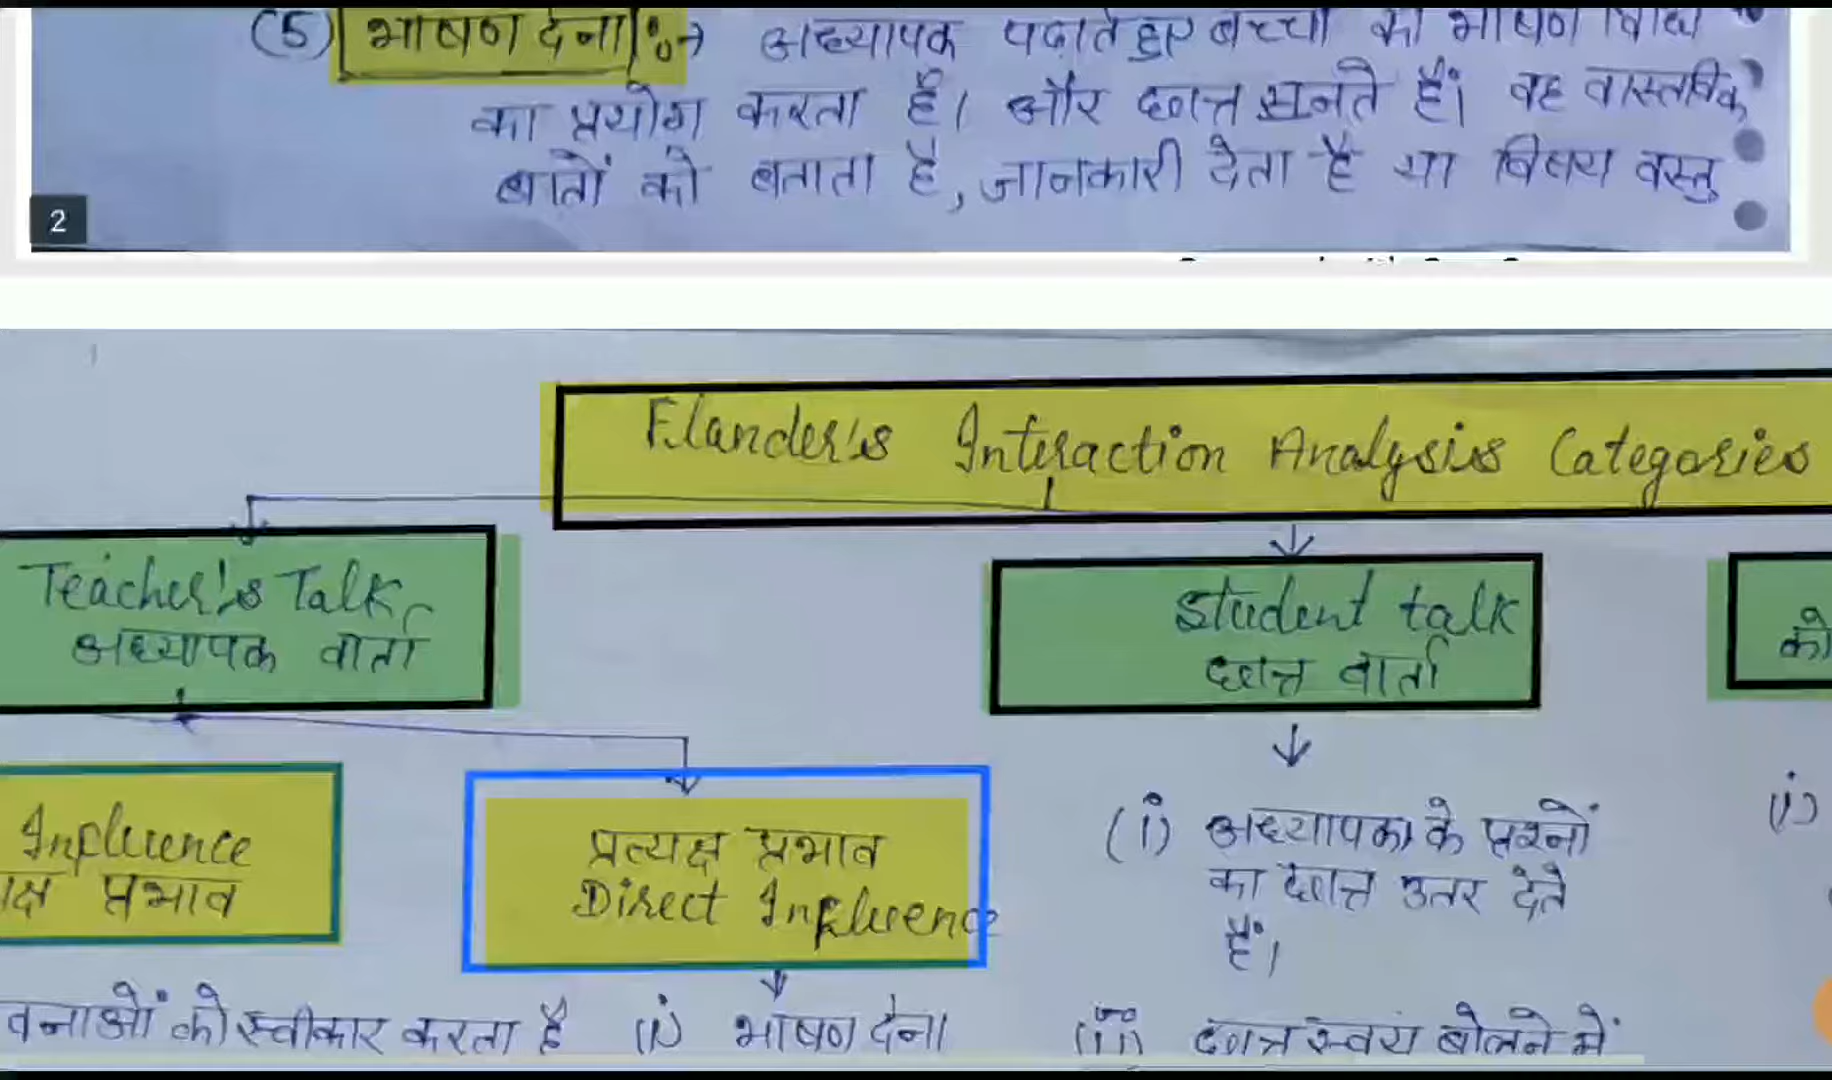 (5) भाषण देना :→ अध्यापक पढाते हुए बच्चों को भाषण विधि
का प्रयोग करता है। और छात्र सुनते हैं। वह वास्तविक
बातों को बताता है, जानकारी देता है या विषय वस्तु
2
Flander's Interaction Analysis Categories
Teacher's Talk
अध्यापक वार्ता
Student talk
छात्र वार्ता
को
Influence
प्रभाव
प्रत्यक्ष प्रभाव
Direct Influence
(i) अध्यापक के प्रश्नों
का छात्र उतर देते
हैं।
(i)
वनाओं को स्वीकार करता है
(i) भाषण देना
(ii) छात्र स्वयं बोलने में